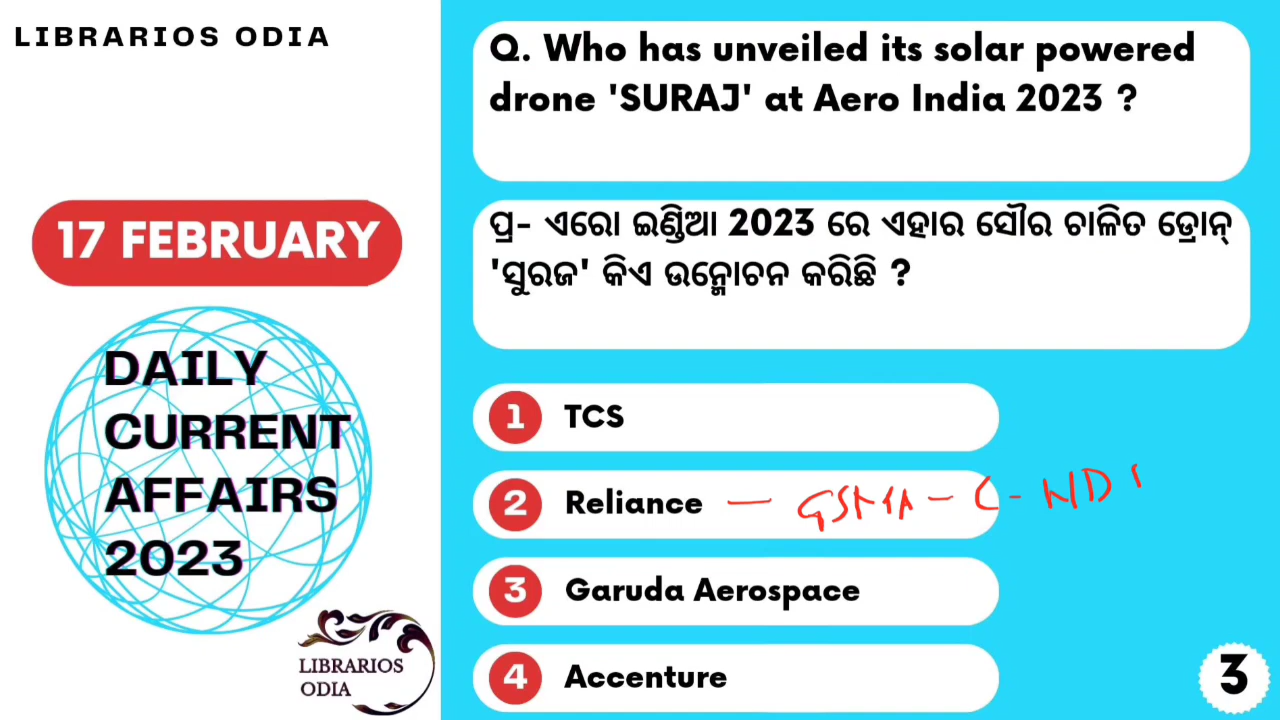 LIBRARIOS ODIA
17 FEBRUARY
DAILY
CURRENT
AFFAIRS
2023
LIBRARIOS
ODIA
Q. Who has unveiled its solar powered
drone 'SURAJ' at Aero India 2023 ?
ପ୍ର- ଏରୋ ଇଣ୍ଡିଆ 2023 ରେ ଏହାର ସୌର ଚାଳିତ ଡ୍ରୋନ୍
'ସୁରଜ' କିଏ ଉନ୍ମୋଚନ କରିଛି ?
1 TCS
2 Reliance - GSMA - C - ND
3 Garuda Aerospace
4 Accenture
3